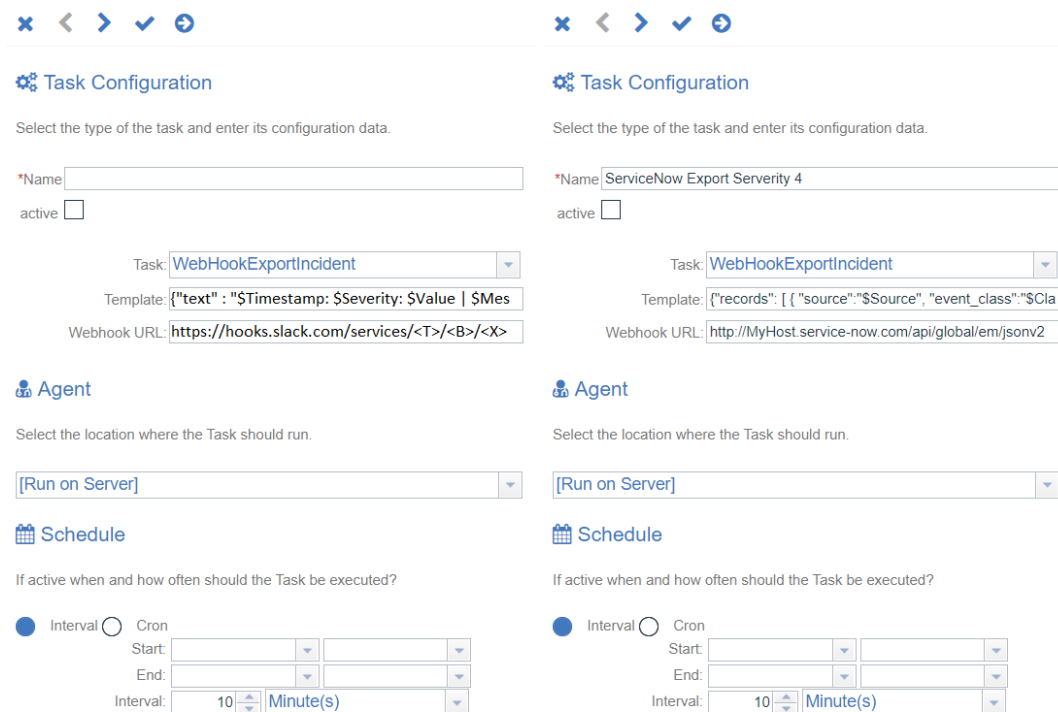 Task Configuration
Select the type of the task and enter its configuration data.
*Name
active
Task: WebHookExportIncident
Template: {"text" : "$Timestamp: $Severity: $Value | $Mes
Webhook URL: https://hooks.slack.com/services/<T>/<B>/<X>
Agent
Select the location where the Task should run.
[Run on Server]
Schedule
If active when and how often should the Task be executed?
Interval Cron
Start:
End:
Interval: 10 Minute(s)
Task Configuration
Select the type of the task and enter its configuration data.
*Name ServiceNow Export Serverity 4
active
Task: WebHookExportIncident
Template: {"records": [ { "source":"$Source", "event_class":"$Cla
Webhook URL: http://MyHost.service-now.com/api/global/em/jsonv2
Agent
Select the location where the Task should run.
[Run on Server]
Schedule
If active when and how often should the Task be executed?
Interval Cron
Start:
End:
Interval: 10 Minute(s)